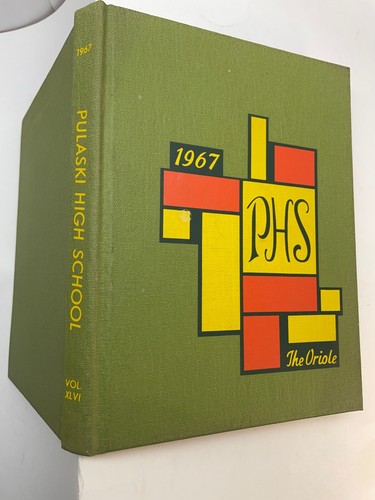 1967
PULASKI HIGH SCHOOL
VOL.
XLVI
1967
PHS
The Oriole